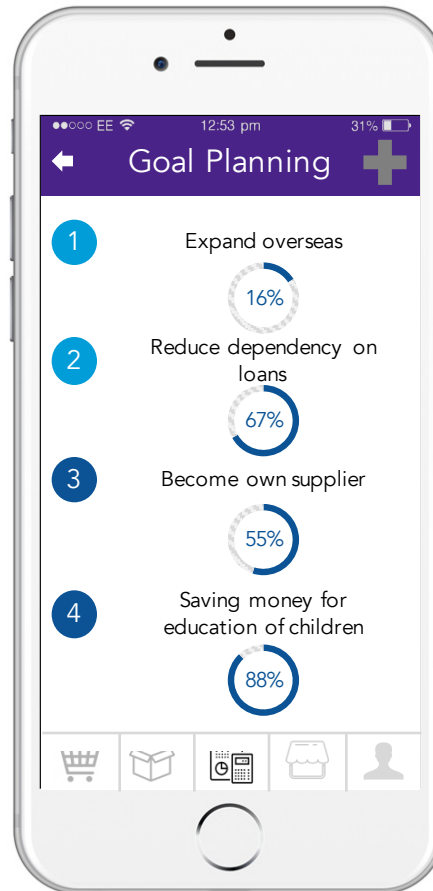 EE 12:53 pm 31%
Goal Planning
1 Expand overseas
16%
2 Reduce dependency on
loans
67%
3 Become own supplier
55%
4 Saving money for
education of children
88%